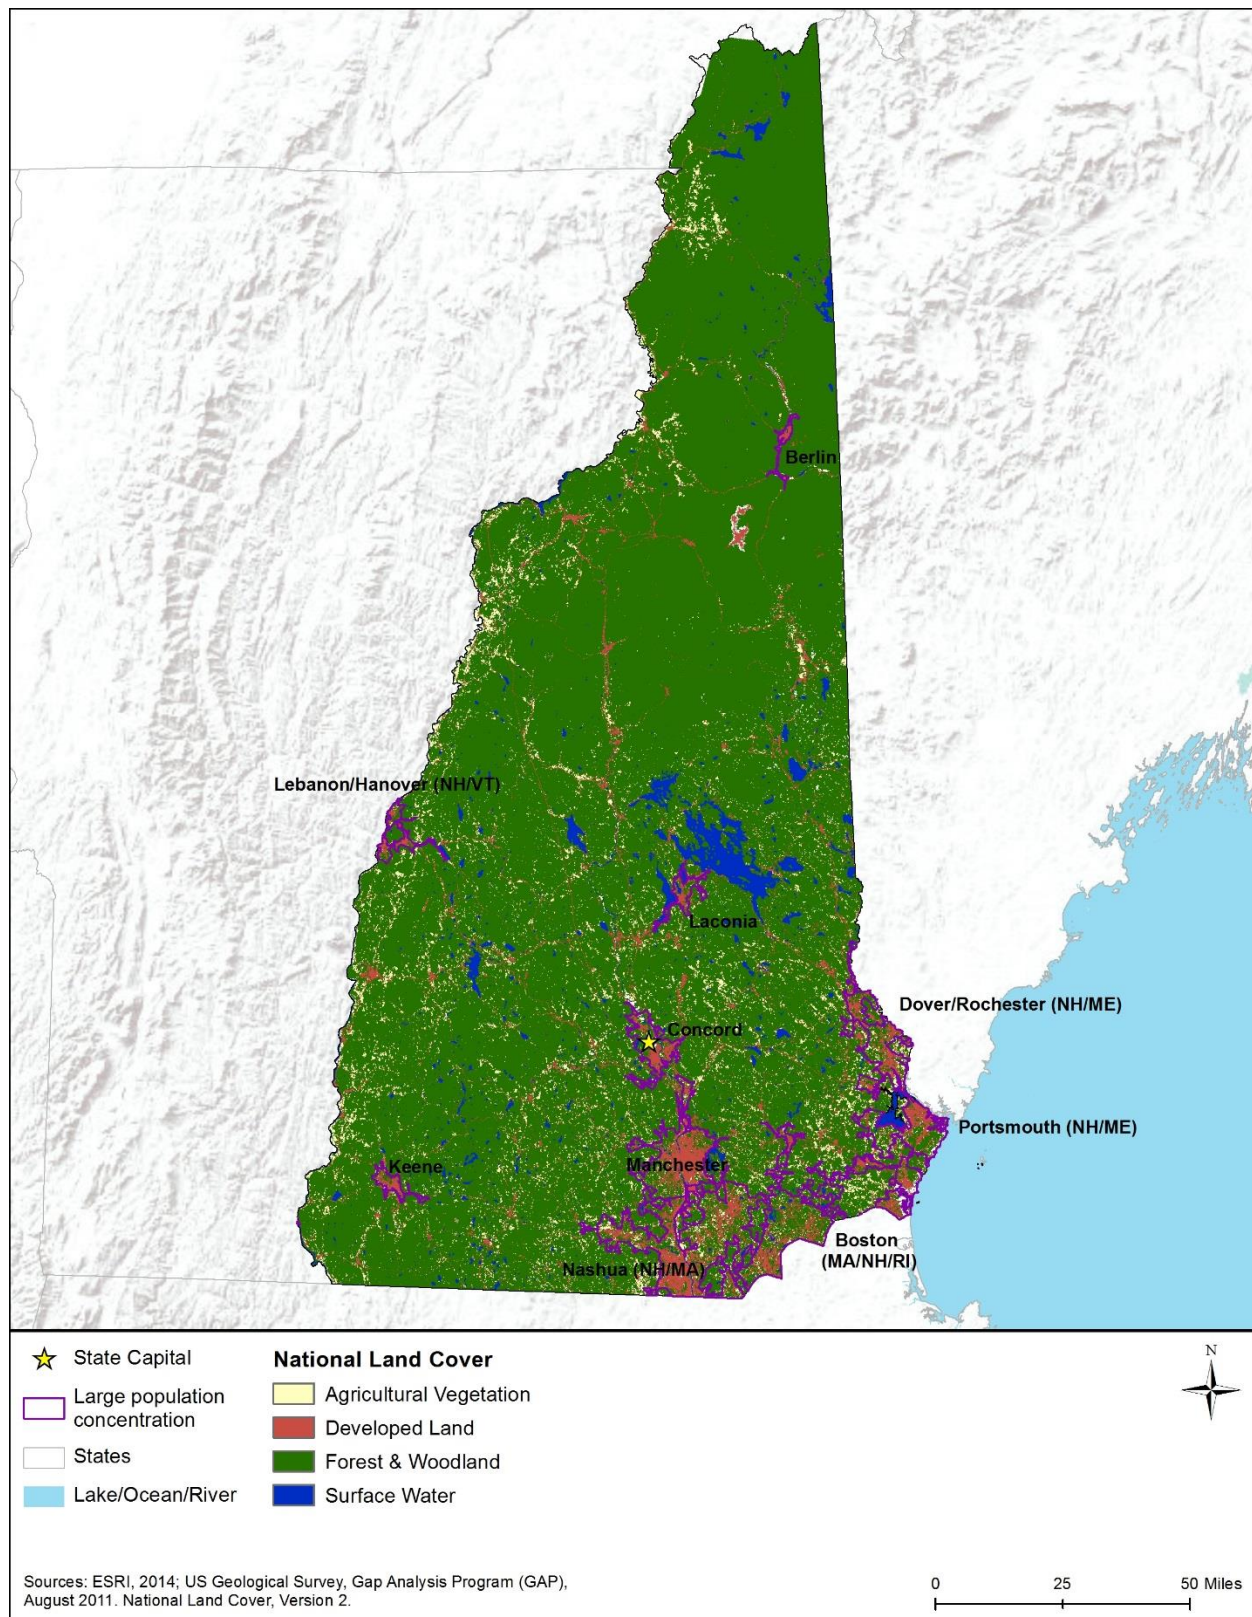 Berlin
Lebanon/Hanover (NH/VT)
Laconia
Dover/Rochester (NH/ME)
Concord
Portsmouth (NH/ME)
Manchester
Keene
Boston
(MA/NH/RI)
Nashua (NH/MA)
State Capital
Large population
concentration
States
Lake/Ocean/River
National Land Cover
Agricultural Vegetation
Developed Land
Forest & Woodland
Surface Water
N
Sources: ESRI, 2014; US Geological Survey, Gap Analysis Program (GAP),
August 2011. National Land Cover, Version 2.
0 25 50 Miles